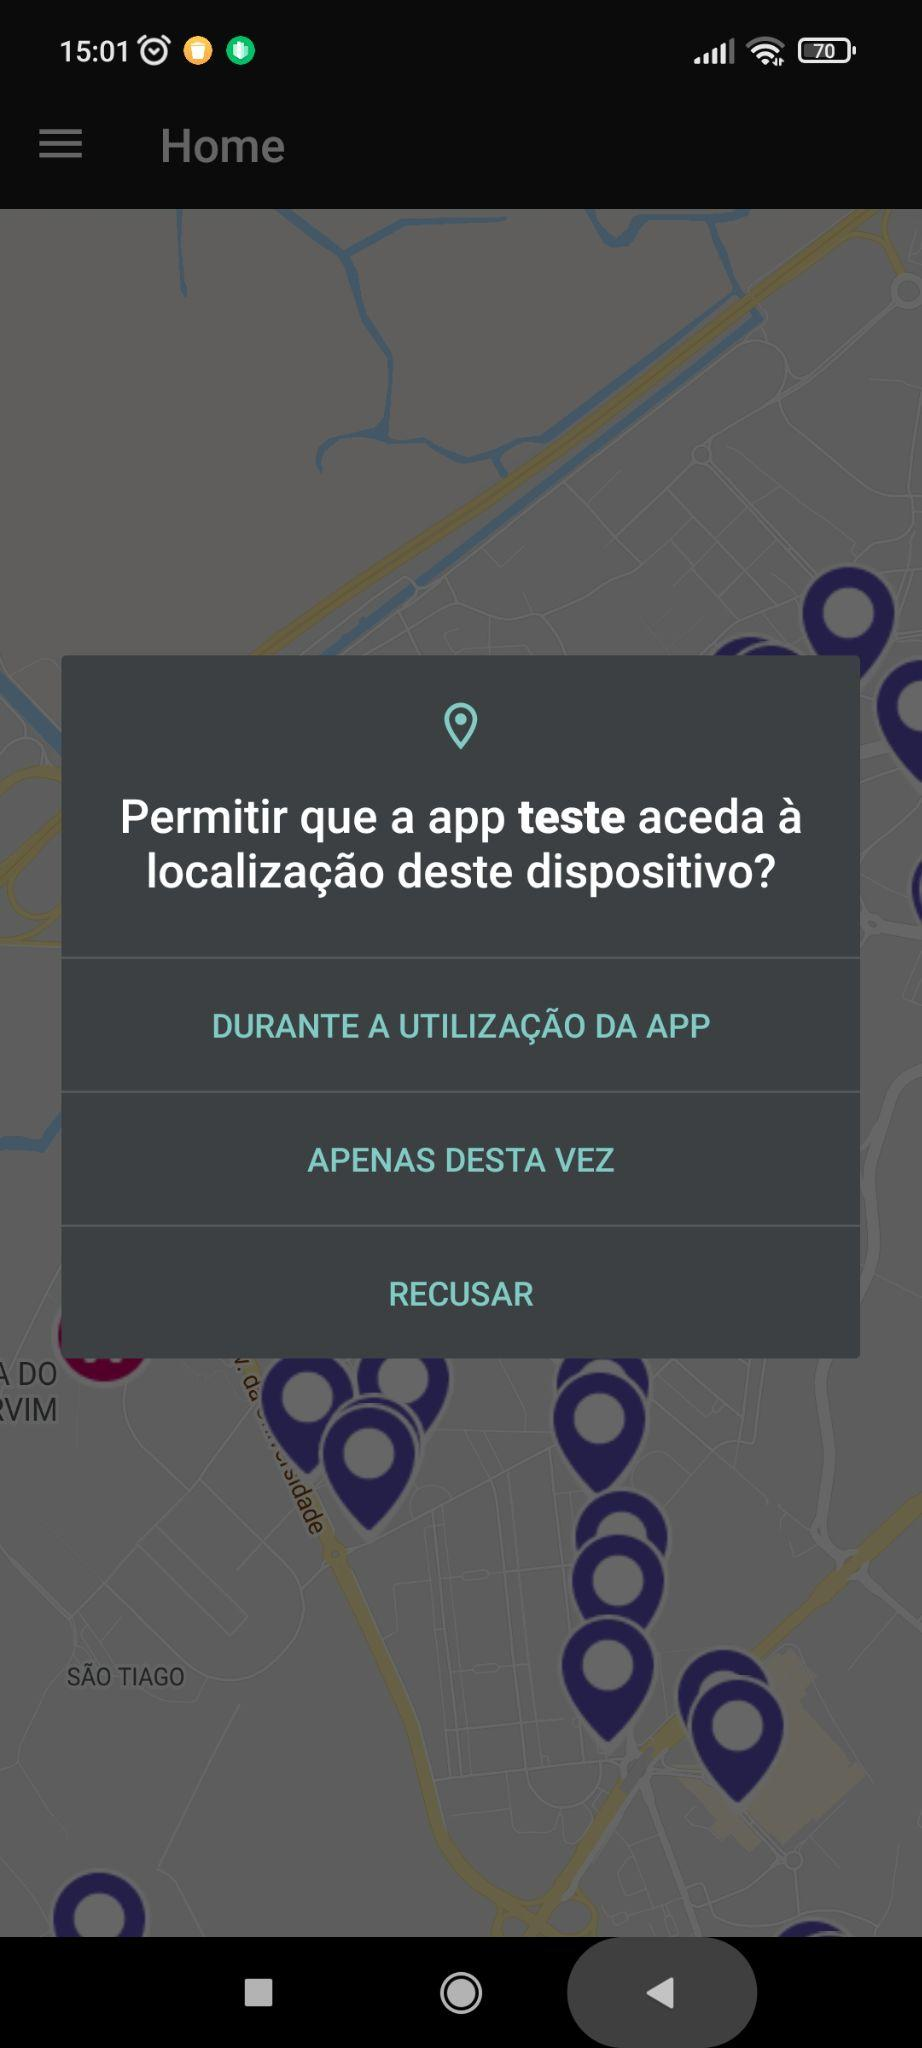 15:01
70
Home
Permitir que a app teste aceda à
localização deste dispositivo?
DURANTE A UTILIZAÇÃO DA APP
APENAS DESTA VEZ
RECUSAR
A DO
RVIM
SÃO TIAGO